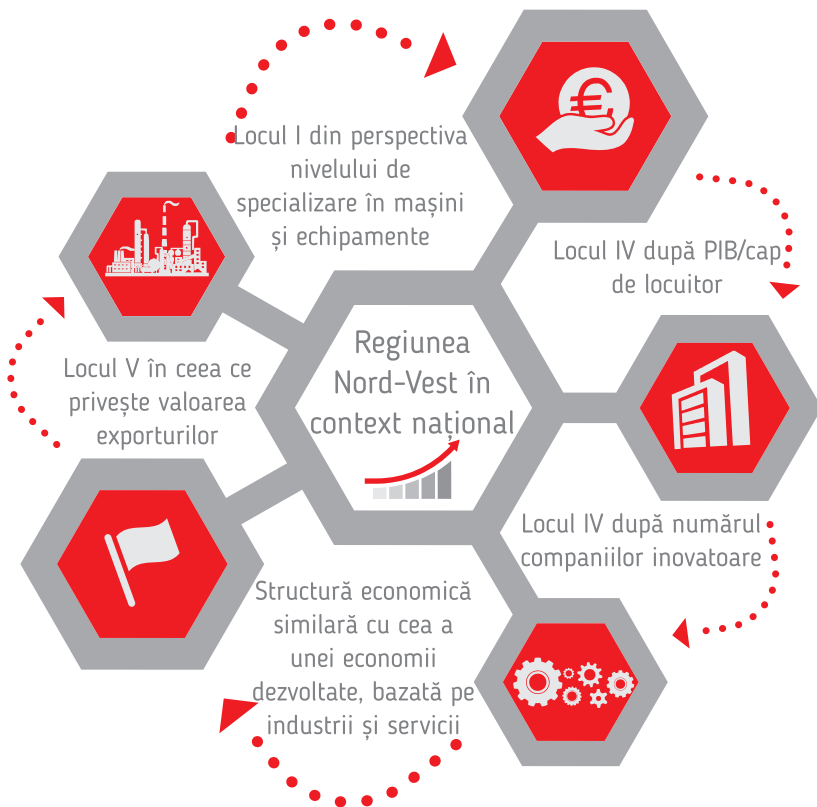 Locul I din perspectiva
nivelului de
specializare în mașini
și echipamente
Locul IV după PIB/cap
de locuitor
Regiunea
Nord-Vest în
context național
Locul V în ceea ce
privește valoarea
exporturilor
Locul IV după numărul
companiilor inovatoare
Structură economică
similară cu cea a
unei economii
dezvoltate, bazată pe
industrii și servicii